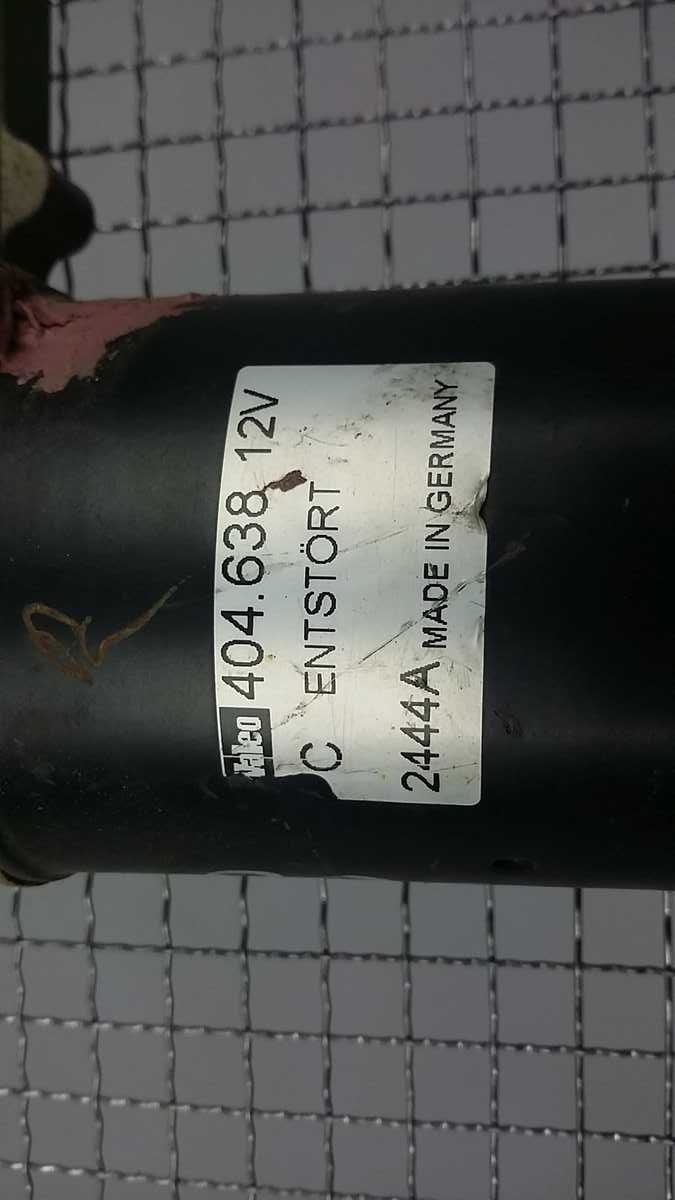 Valeo 404.638 12V
C ENTSTÖRT
2444A MADE IN GERMANY